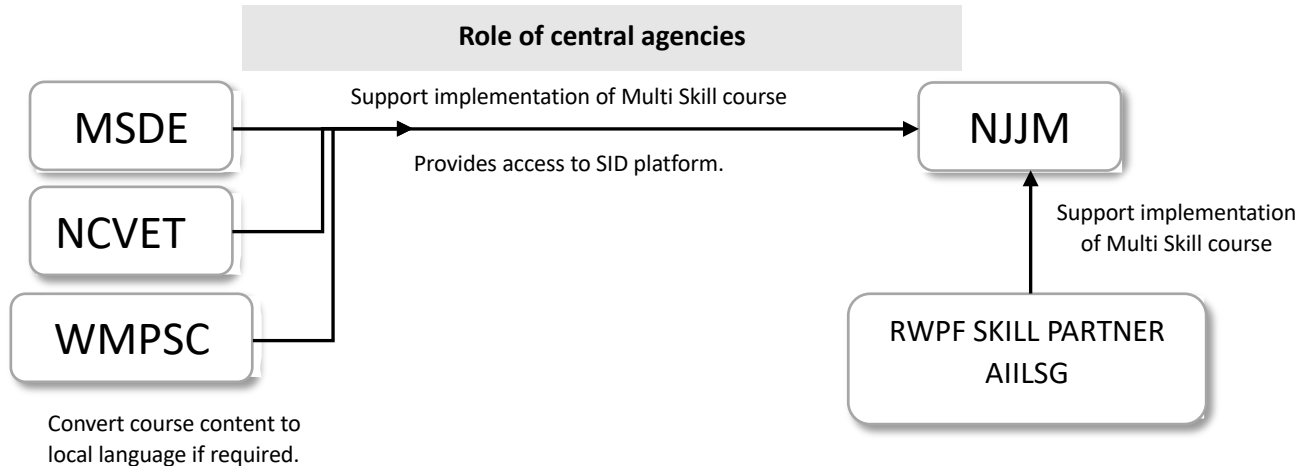 Role of central agencies
Support implementation of Multi Skill course
MSDE
NJJM
Provides access to SID platform.
NCVET
Support implementation
of Multi Skill course
WMPSC
RWPF SKILL PARTNER
AIILSG
Convert course content to
local language if required.